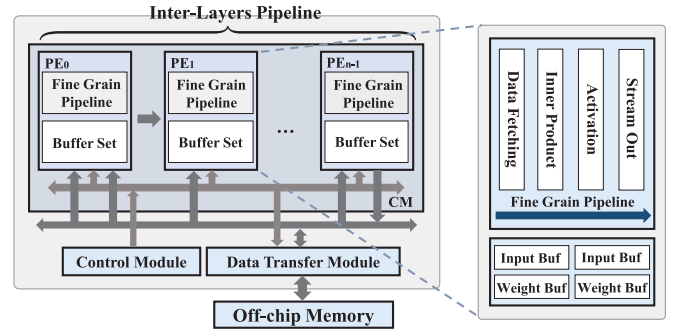 Inter-Layers Pipeline
PE0
Fine Grain
Pipeline
Buffer Set
PE1
Fine Grain
Pipeline
Buffer Set
...
PEn-1
Fine Grain
Pipeline
Buffer Set
CM
Control Module
Data Transfer Module
Off-chip Memory
Data Fetching
Inner Product
Activation
Stream Out
Fine Grain Pipeline
Input Buf
Input Buf
Weight Buf
Weight Buf